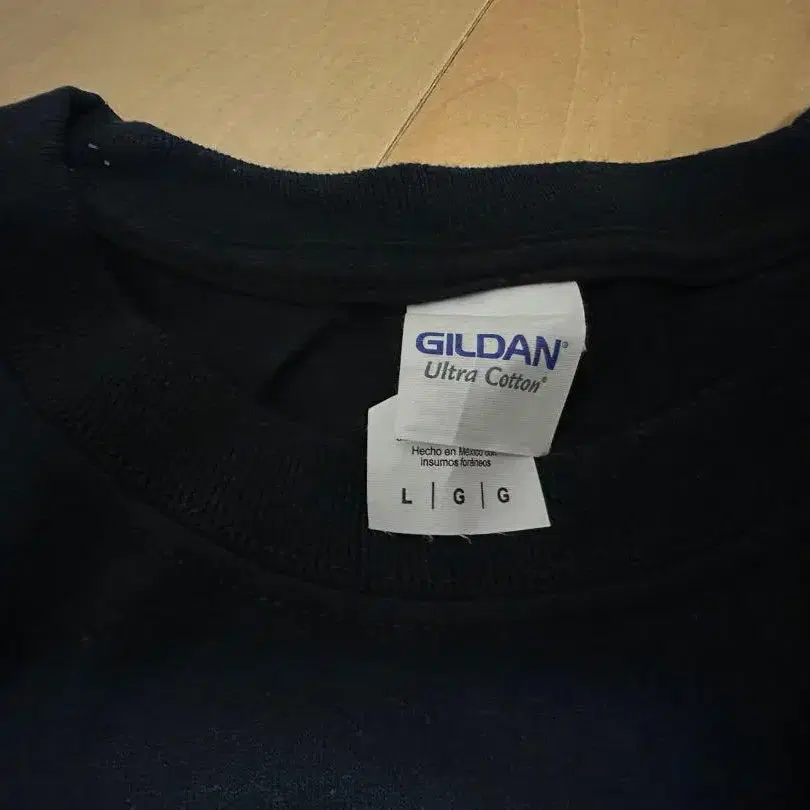 GILDAN®
Ultra Cotton®
Hecho en México con
insumos foráneos
L | G | G